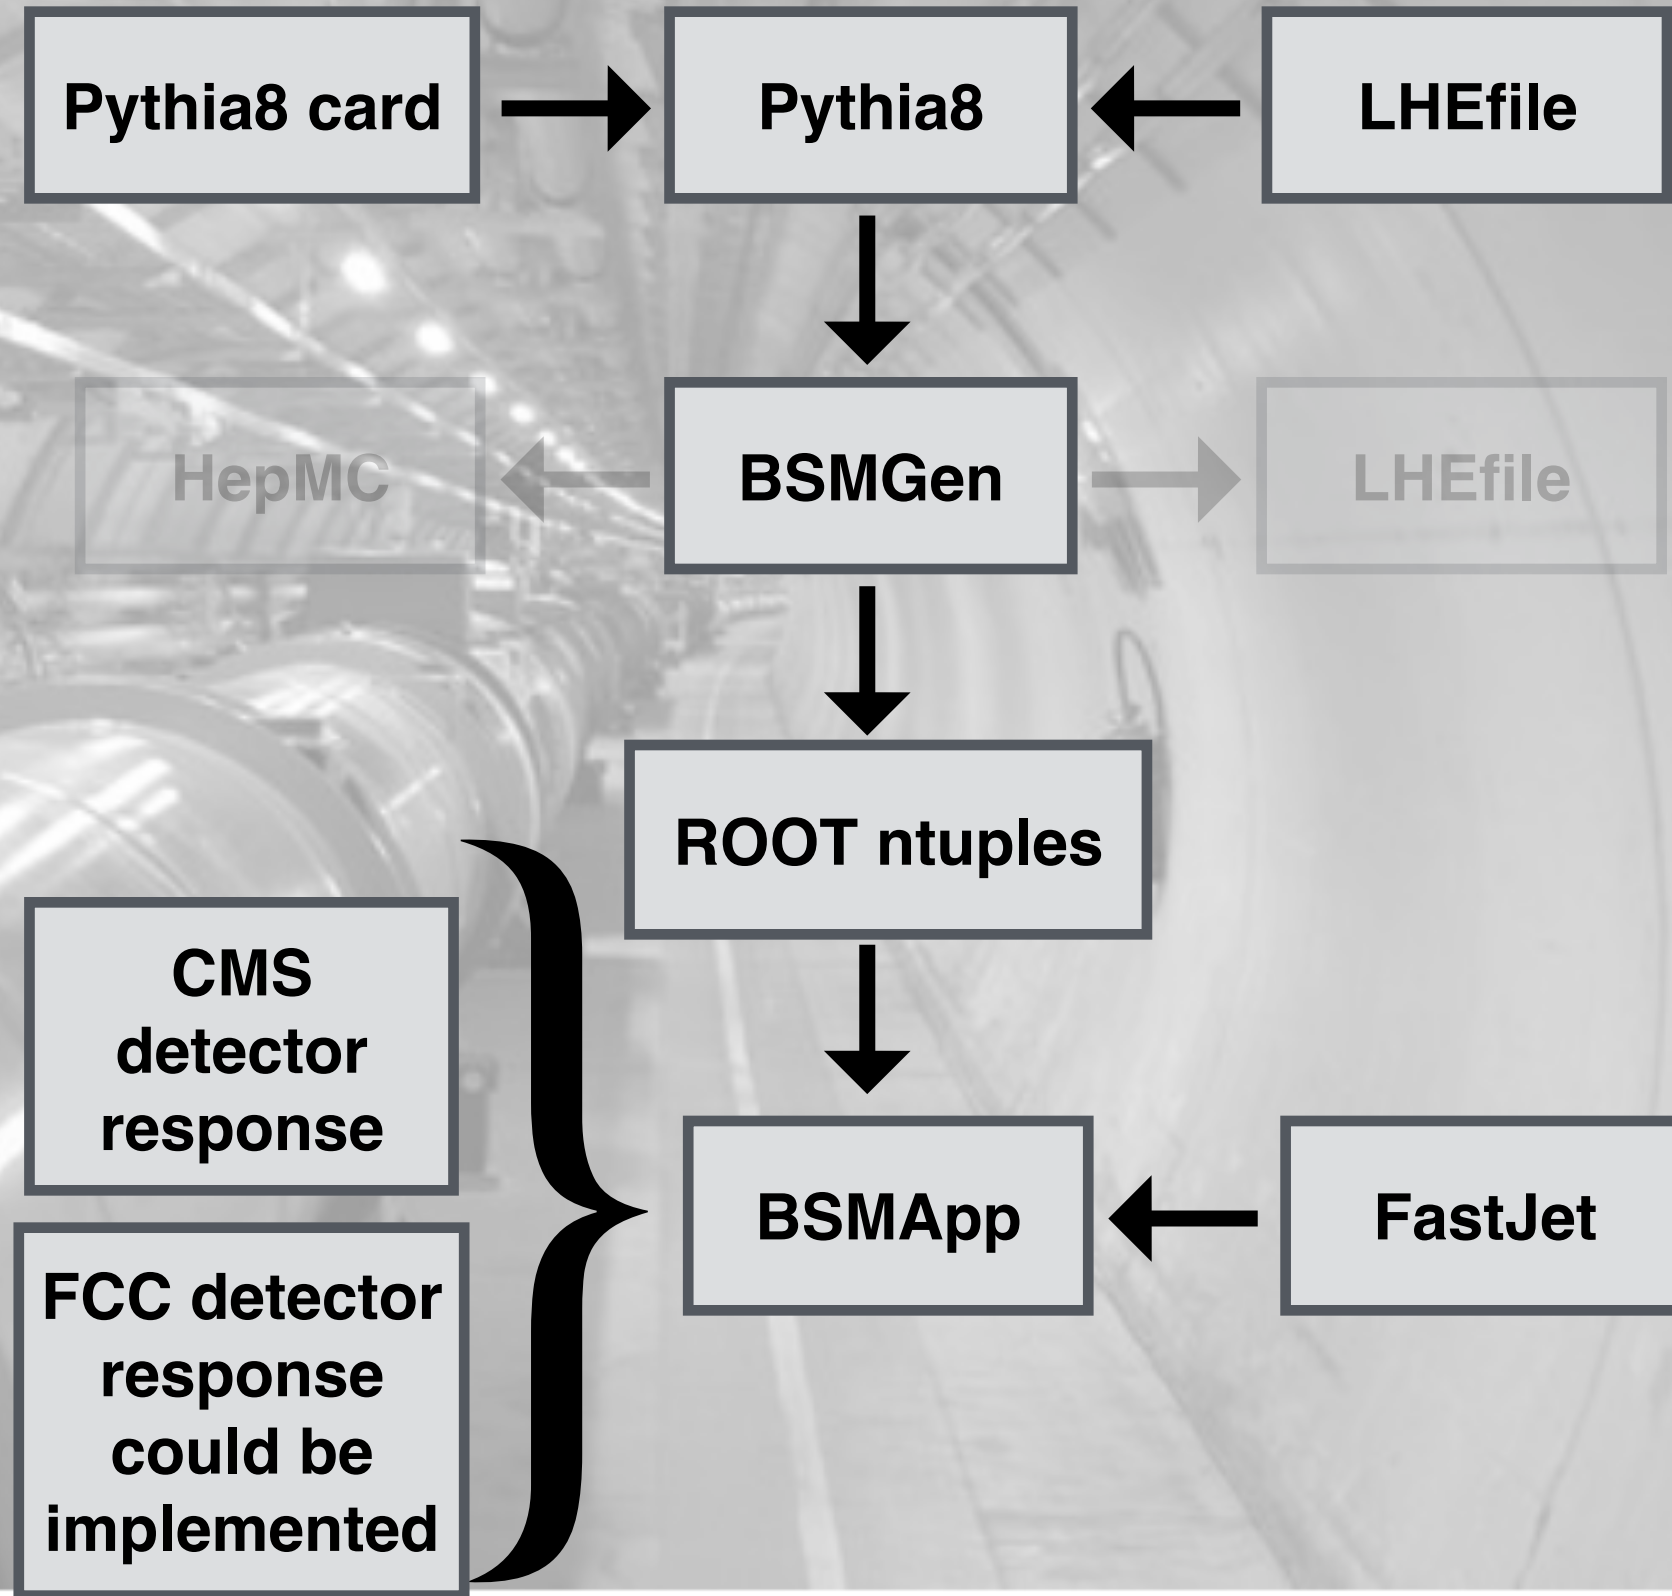 Pythia8 card
Pythia8
LHEfile
HepMC
BSMGen
LHEfile
ROOT ntuples
CMS
detector
response
BSMApp
FastJet
FCC detector
response
could be
implemented